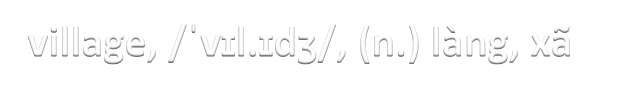 village, /ˈvɪl.ɪdʒ/, (n.) làng, xã